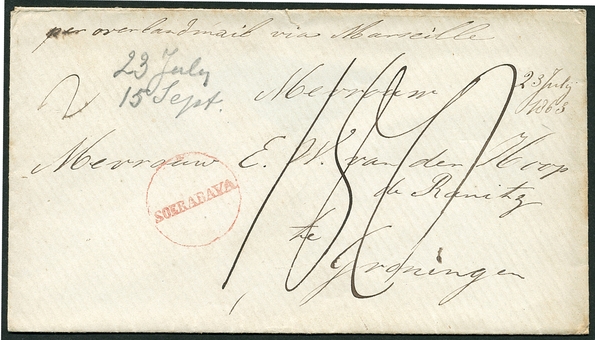 per overlandmail via Marseille
23 July
15 Sept.
Mevrouw
23 July
1863
Mevrouw E. W. van der Hoop
de Ranitz
SOERABAYA.
te
Groningen